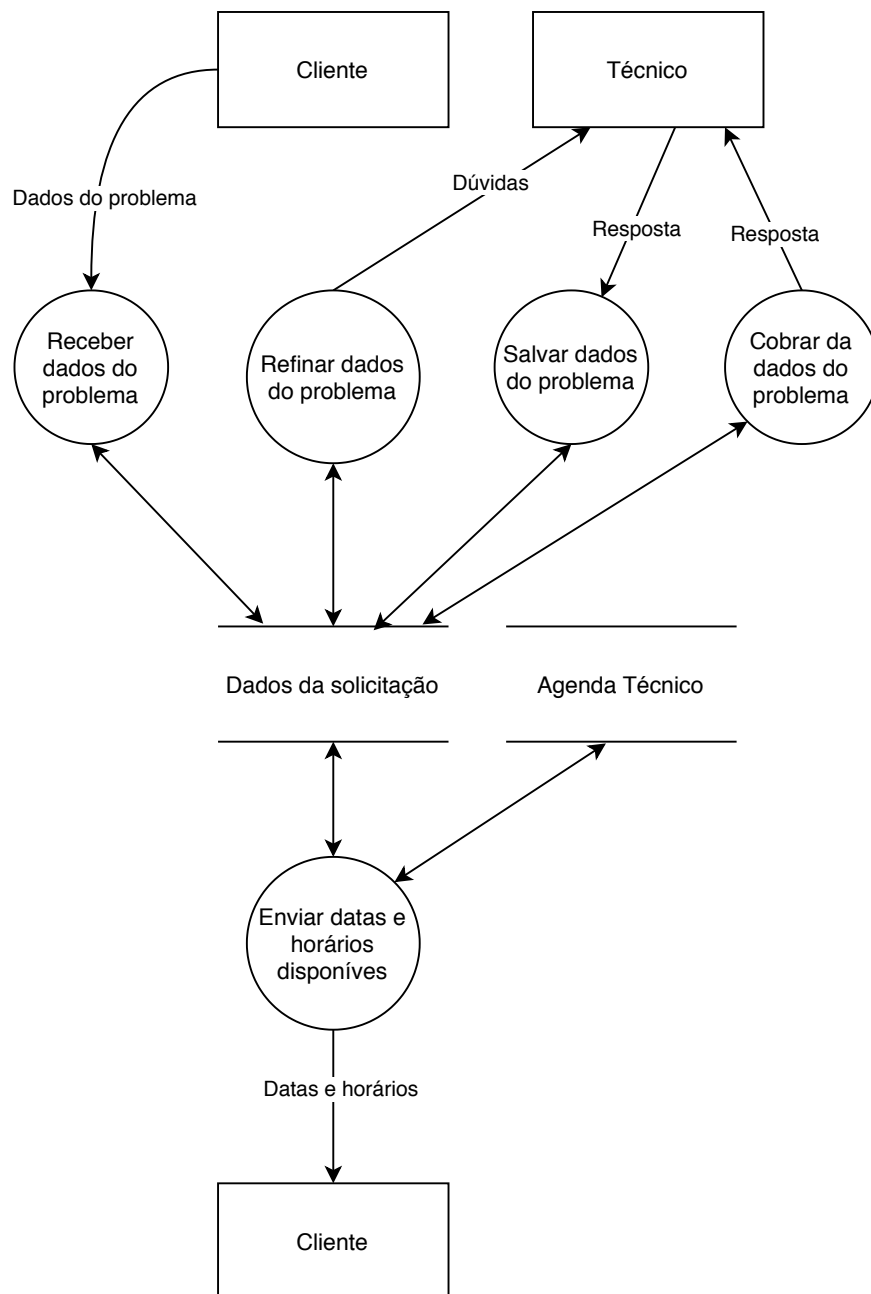 Cliente
Técnico
Dados do problema
Dúvidas
Resposta
Resposta
Receber
dados do
problema
Refinar dados
do problema
Salvar dados
do problema
Cobrar da
dados do
problema
Dados da solicitação
Agenda Técnico
Enviar datas e
horários
disponíves
Datas e horários
Cliente